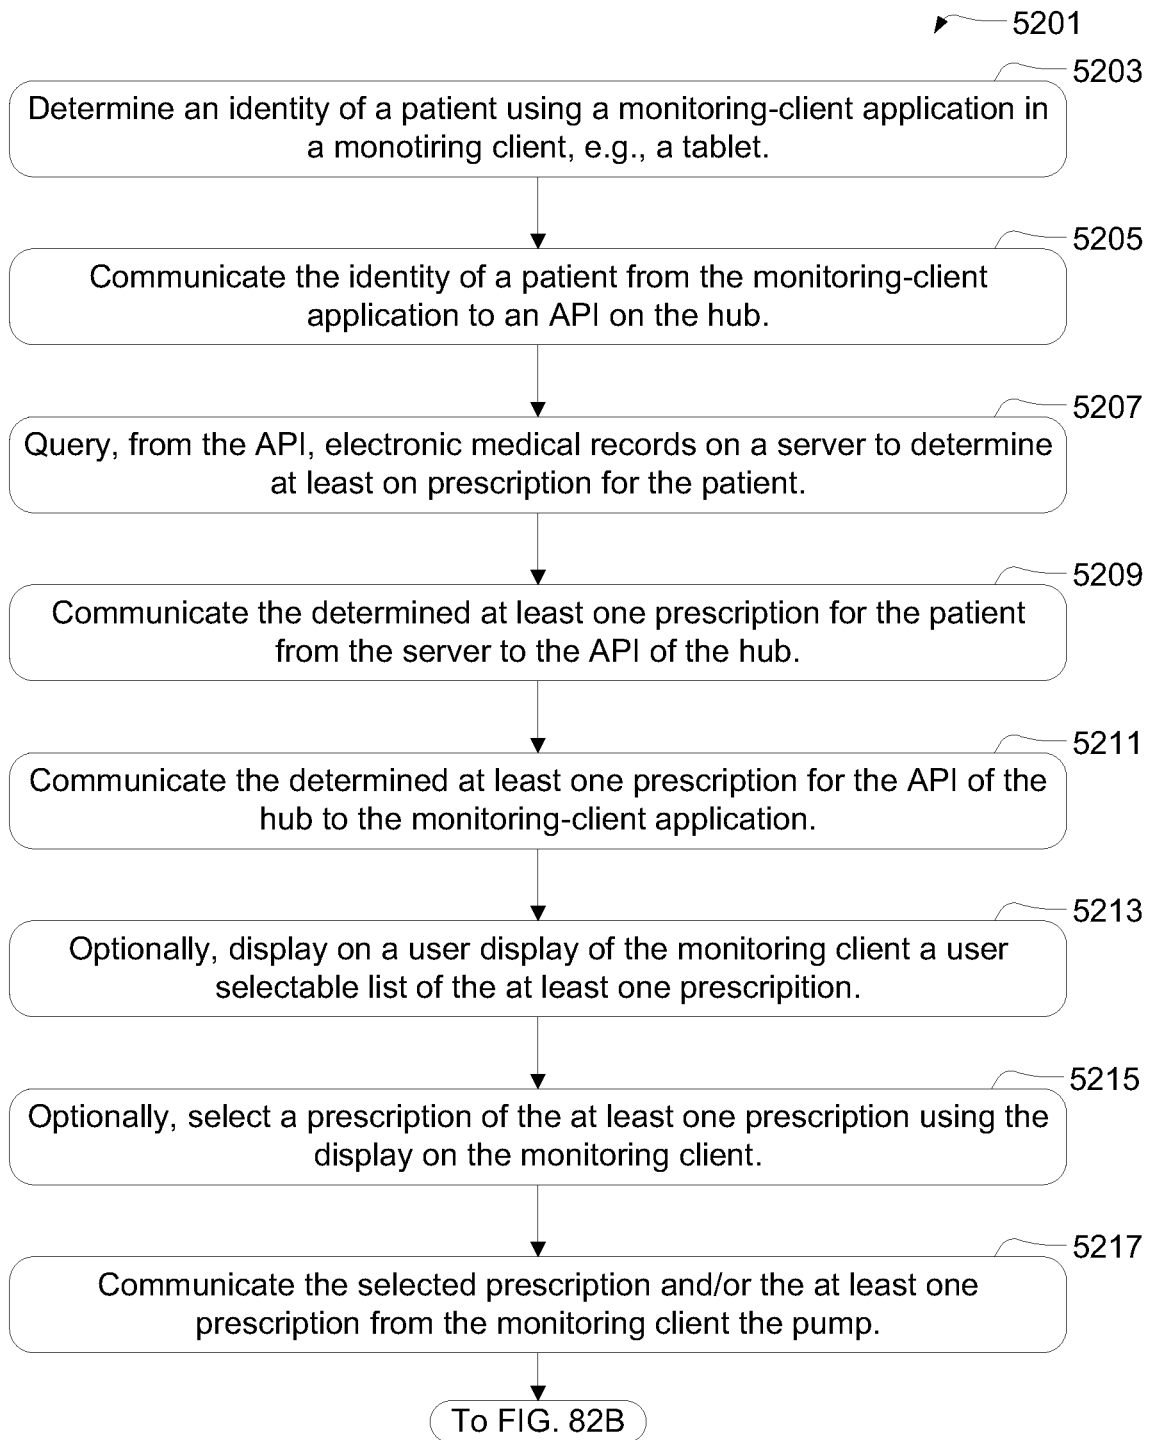 5201
5203
Determine an identity of a patient using a monitoring-client application in
a monotiring client, e.g., a tablet.
5205
Communicate the identity of a patient from the monitoring-client
application to an API on the hub.
5207
Query, from the API, electronic medical records on a server to determine
at least on prescription for the patient.
5209
Communicate the determined at least one prescription for the patient
from the server to the API of the hub.
5211
Communicate the determined at least one prescription for the API of the
hub to the monitoring-client application.
5213
Optionally, display on a user display of the monitoring client a user
selectable list of the at least one prescripition.
5215
Optionally, select a prescription of the at least one prescription using the
display on the monitoring client.
5217
Communicate the selected prescription and/or the at least one
prescription from the monitoring client the pump.
To FIG. 82B